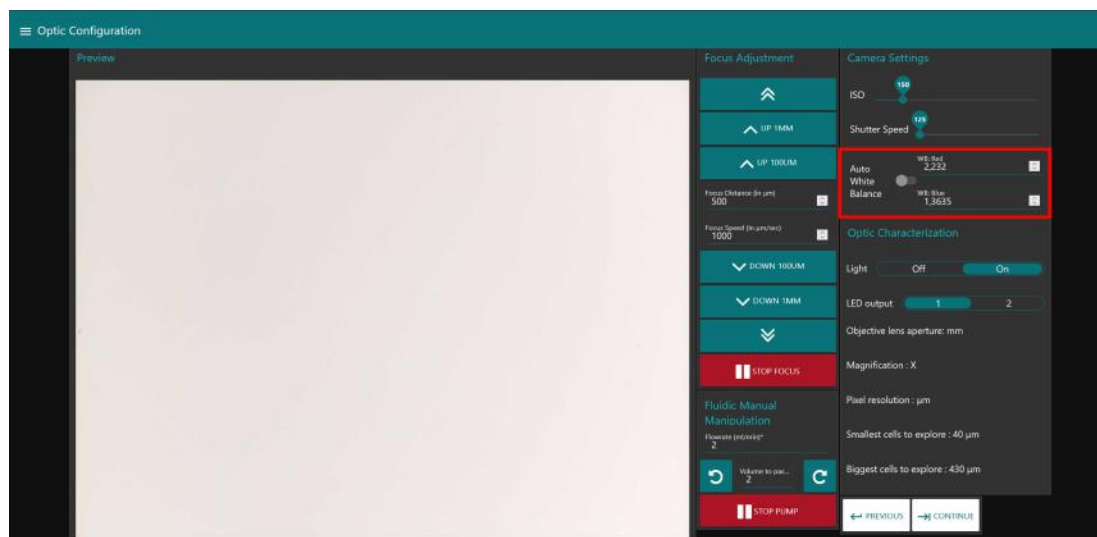 Optic Configuration
Preview
Focus Adjustment
UP 1MM
UP 100UM
Focus Distance (in µm)
500
Focus Speed (in µm/sec)
1000
DOWN 100UM
DOWN 1MM
STOP FOCUS
Fluidic Manual
Manipulation
Flowrate (ml/min)*
2
Volume to pas...
2
STOP PUMP
Camera Settings
ISO
150
Shutter Speed
125
Auto
White
Balance
WB: Red
2,232
WB: Blue
1,3635
Optic Characterization
Light Off On
LED output 1 2
Objective lens aperture: mm
Magnification : X
Pixel resolution : µm
Smallest cells to explore : 40 µm
Biggest cells to explore : 430 µm
PREVIOUS CONTINUE